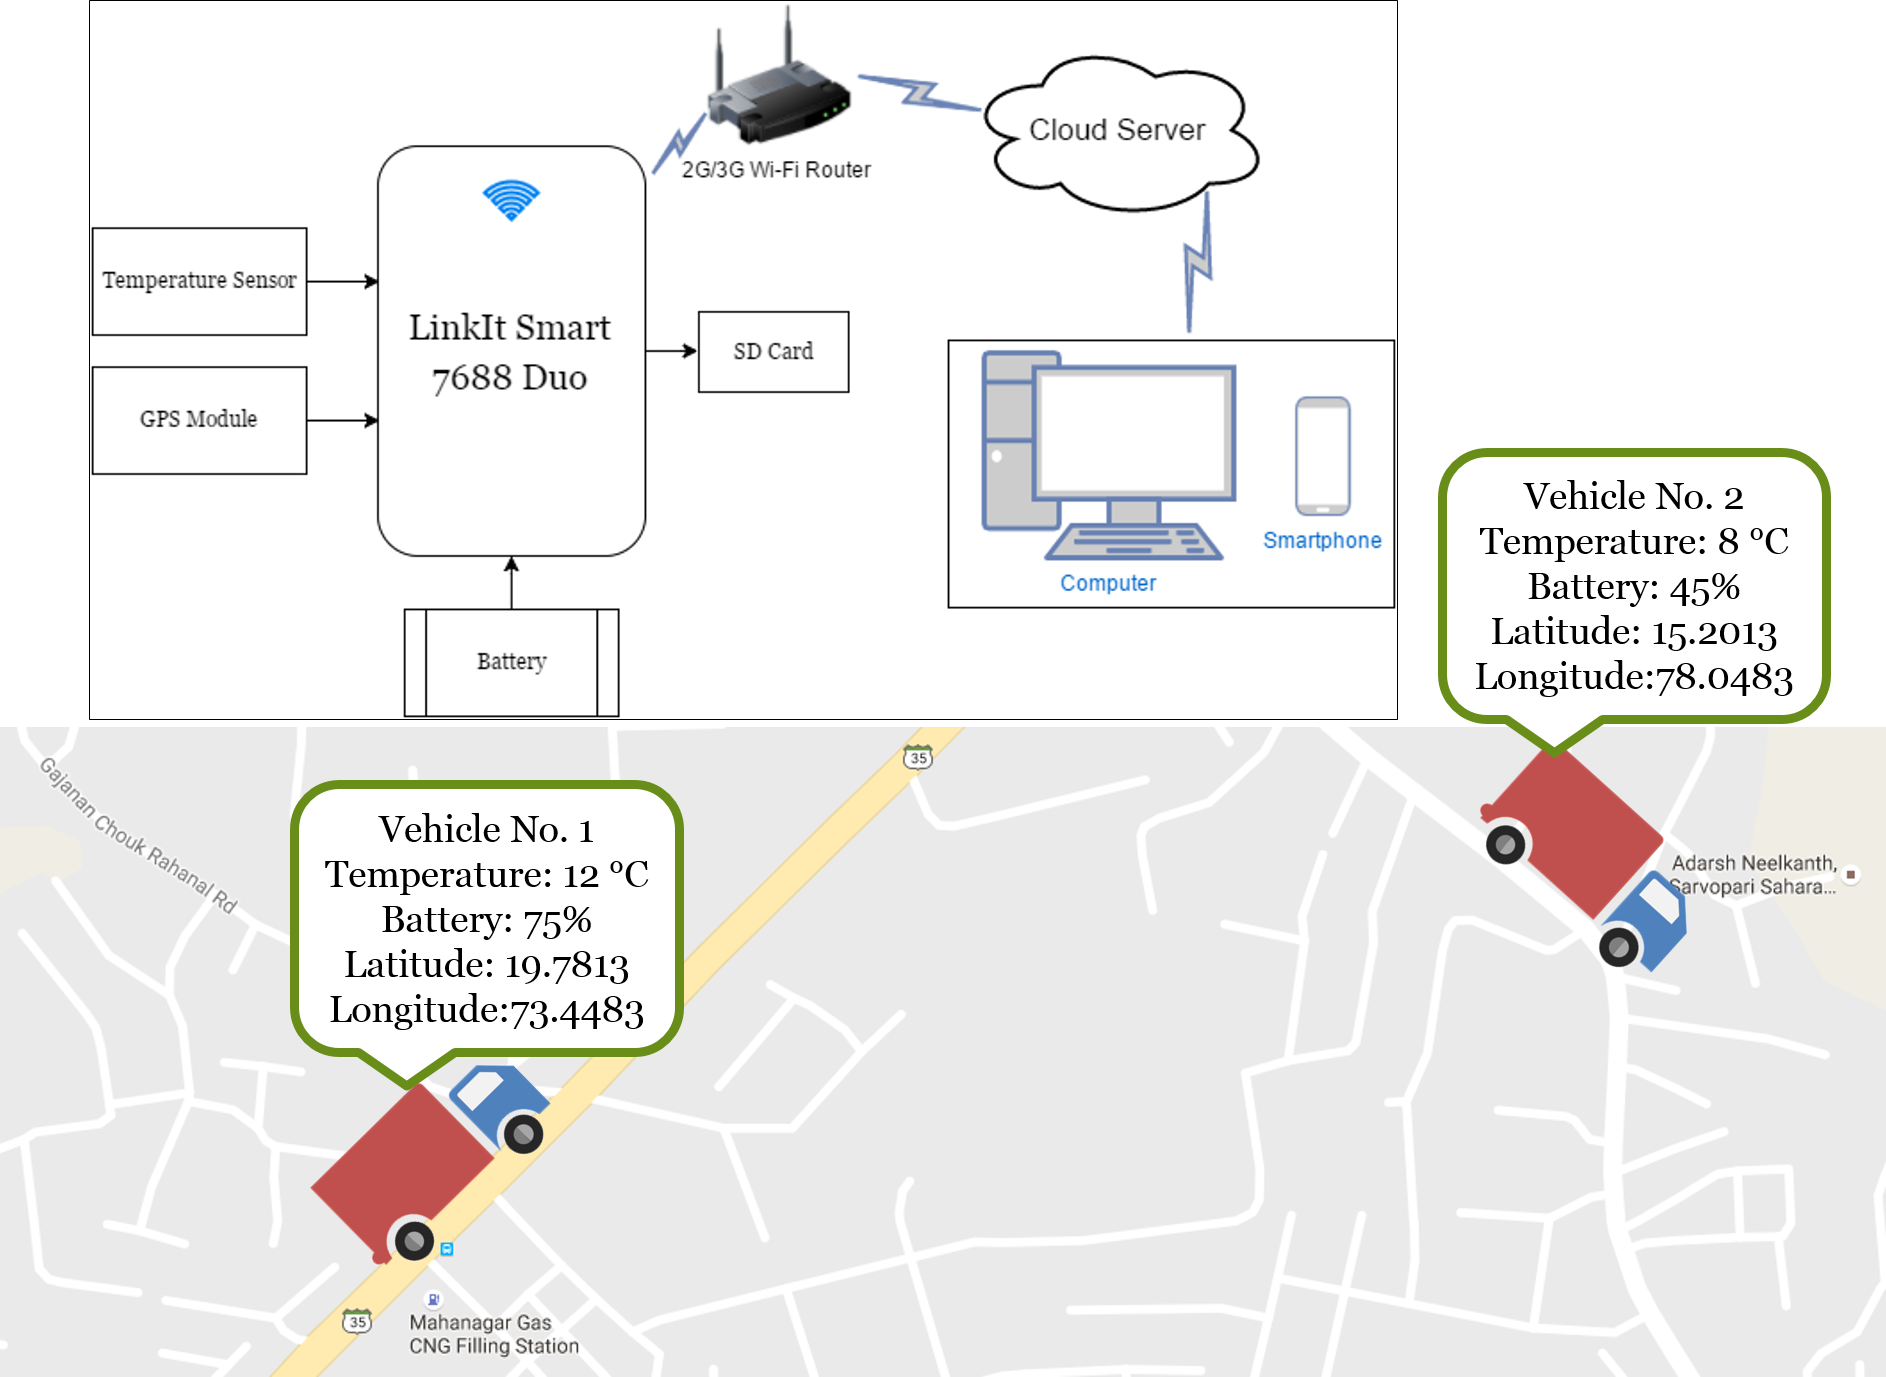 2G/3G Wi-Fi Router
Cloud Server
Temperature Sensor
GPS Module
LinkIt Smart
7688 Duo
SD Card
Battery
Computer
Smartphone
Vehicle No. 2
Temperature: 8 °C
Battery: 45%
Latitude: 15.2013
Longitude:78.0483
Vehicle No. 1
Temperature: 12 °C
Battery: 75%
Latitude: 19.7813
Longitude:73.4483
Gajanan Chouk Rahanal Rd
35
Adarsh Neelkanth,
Sarvopari Sahara...
35
Mahanagar Gas
CNG Filling Station